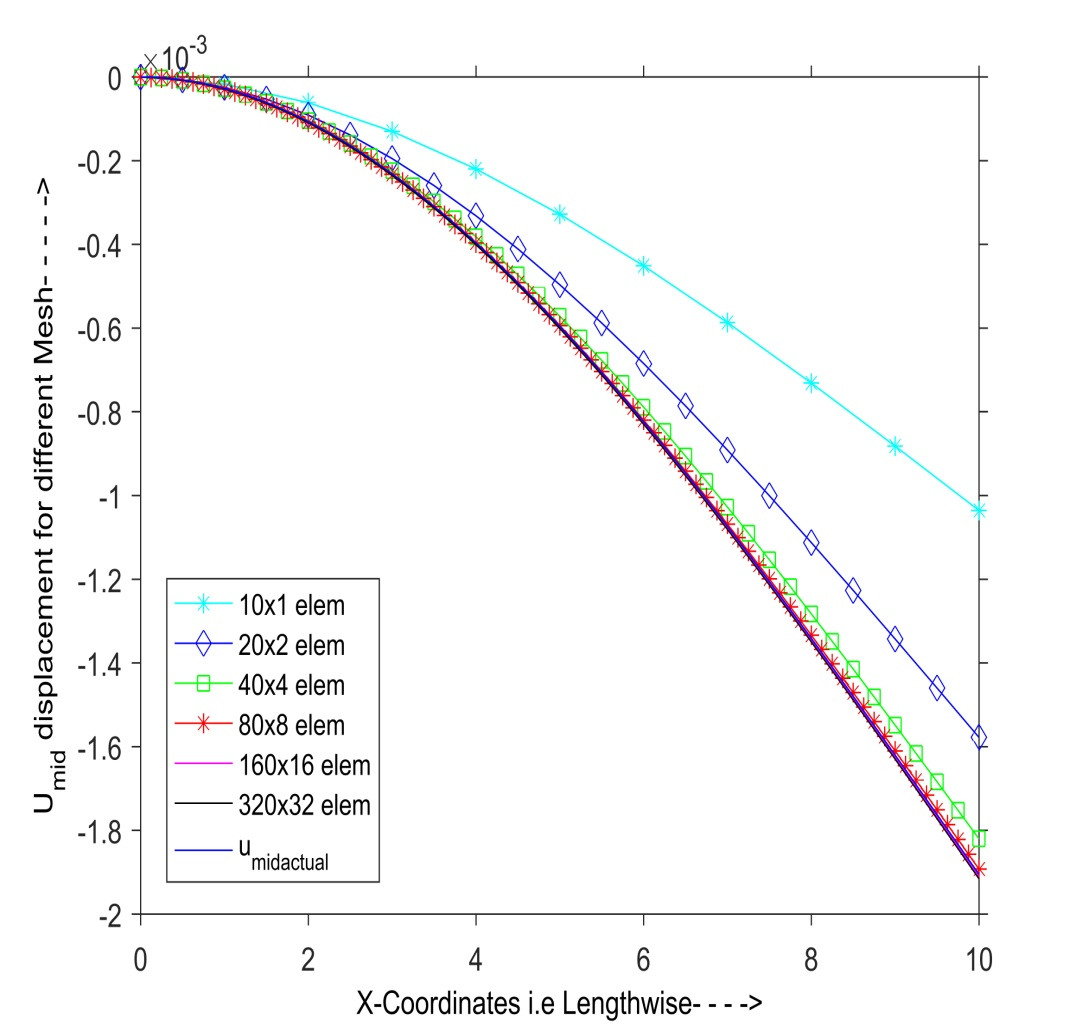 ×10-3
0
-0.2
-0.4
-0.6
-0.8
-1
-1.2
-1.4
-1.6
-1.8
-2
Umid displacement for different Mesh- - - ->
10x1 elem
20x2 elem
40x4 elem
80x8 elem
160x16 elem
320x32 elem
umidactual
0 2 4 6 8 10
X-Coordinates i.e Lengthwise- - - ->